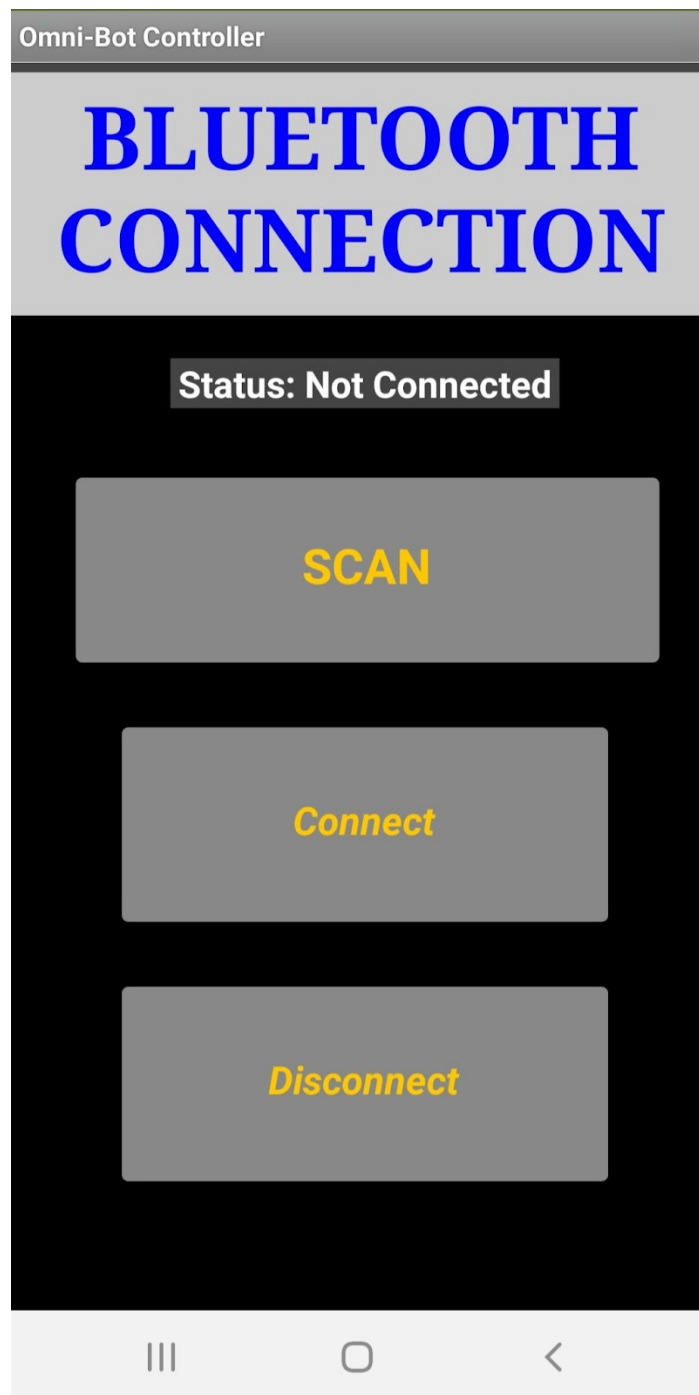 Omni-Bot Controller
BLUETOOTH
CONNECTION
Status: Not Connected
SCAN
Connect
Disconnect